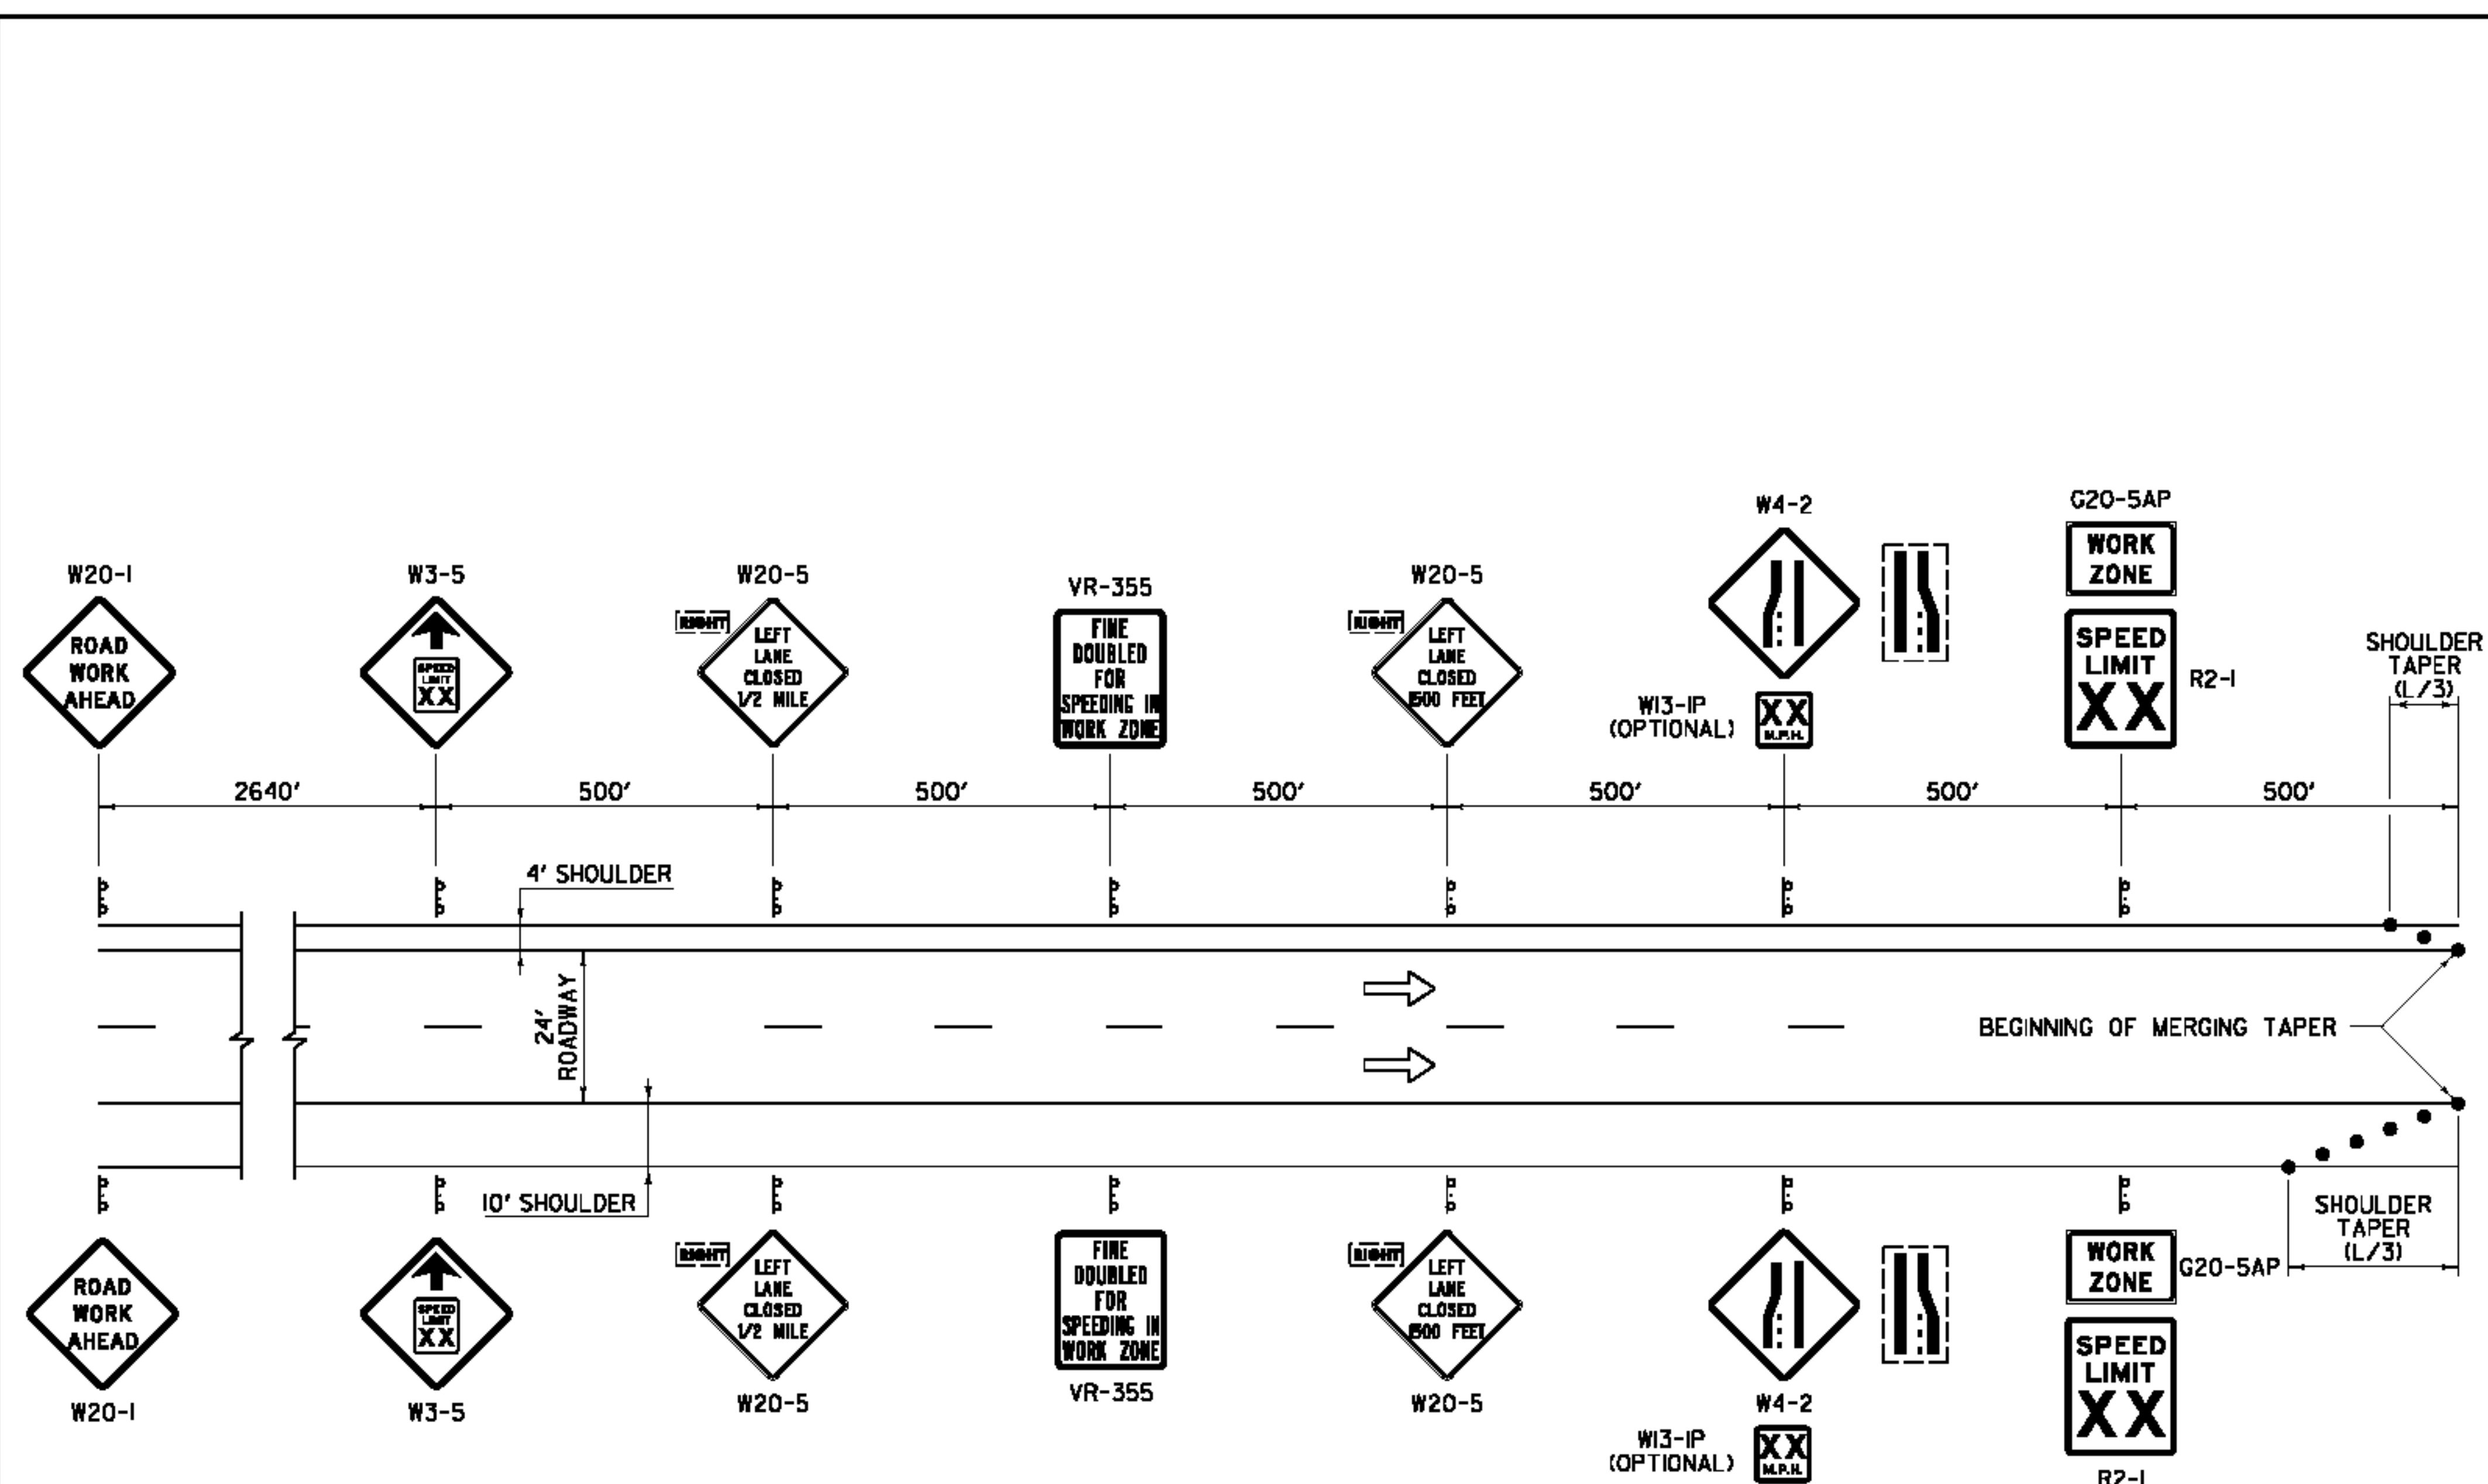 W4-2
G20-5AP
WORK
ZONE
W20-1
W3-5
W20-5
VR-355
W20-5
ROAD
WORK
AHEAD
SPEED
LIMIT
XX
RIGHT
LEFT
LANE
CLOSED
1/2 MILE
FINE
DOUBLED
FOR
SPEEDING IN
WORK ZONE
RIGHT
LEFT
LANE
CLOSED
1500 FEET
W13-1P
(OPTIONAL)
XX
M.P.H.
SPEED
LIMIT
XX
R2-1
SHOULDER
TAPER
(L/3)
2640'
500'
500'
500'
500'
500'
500'
4' SHOULDER
24'
ROADWAY
BEGINNING OF MERGING TAPER
10' SHOULDER
SHOULDER
TAPER
(L/3)
ROAD
WORK
AHEAD
W20-1
SPEED
LIMIT
XX
W3-5
RIGHT
LEFT
LANE
CLOSED
1/2 MILE
W20-5
FINE
DOUBLED
FOR
SPEEDING IN
WORK ZONE
VR-355
RIGHT
LEFT
LANE
CLOSED
1500 FEET
W20-5
W4-2
W13-1P
(OPTIONAL)
XX
M.P.H.
WORK
ZONE
G20-5AP
SPEED
LIMIT
XX
R2-1